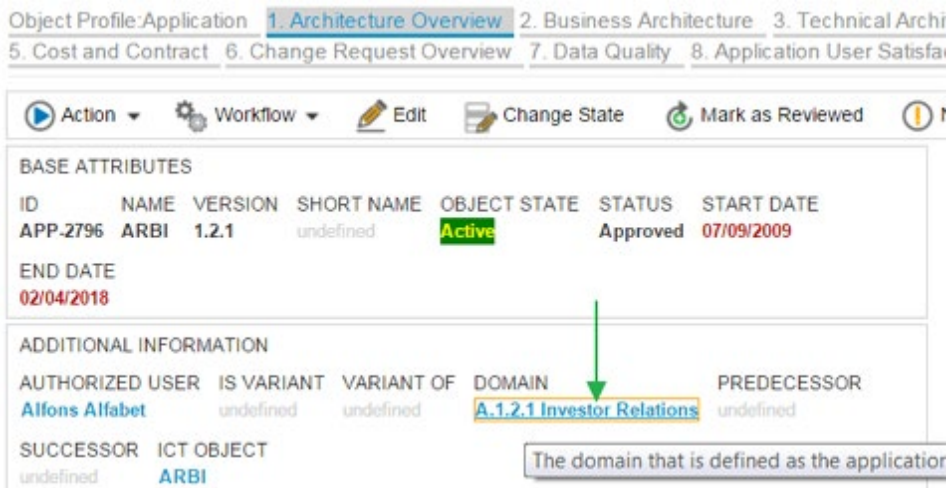 Object Profile:Application 1. Architecture Overview 2. Business Architecture 3. Technical Archi
5. Cost and Contract 6. Change Request Overview 7. Data Quality 8. Application User Satisfa
Action Workflow Edit Change State Mark as Reviewed N
BASE ATTRIBUTES
ID NAME VERSION SHORT NAME OBJECT STATE STATUS START DATE
APP-2796 ARBI 1.2.1 undefined Active Approved 07/09/2009
END DATE
02/04/2018
ADDITIONAL INFORMATION
AUTHORIZED USER IS VARIANT VARIANT OF DOMAIN PREDECESSOR
Alfons Alfabet undefined undefined A.1.2.1 Investor Relations undefined
SUCCESSOR ICT OBJECT
undefined ARBI
The domain that is defined as the application